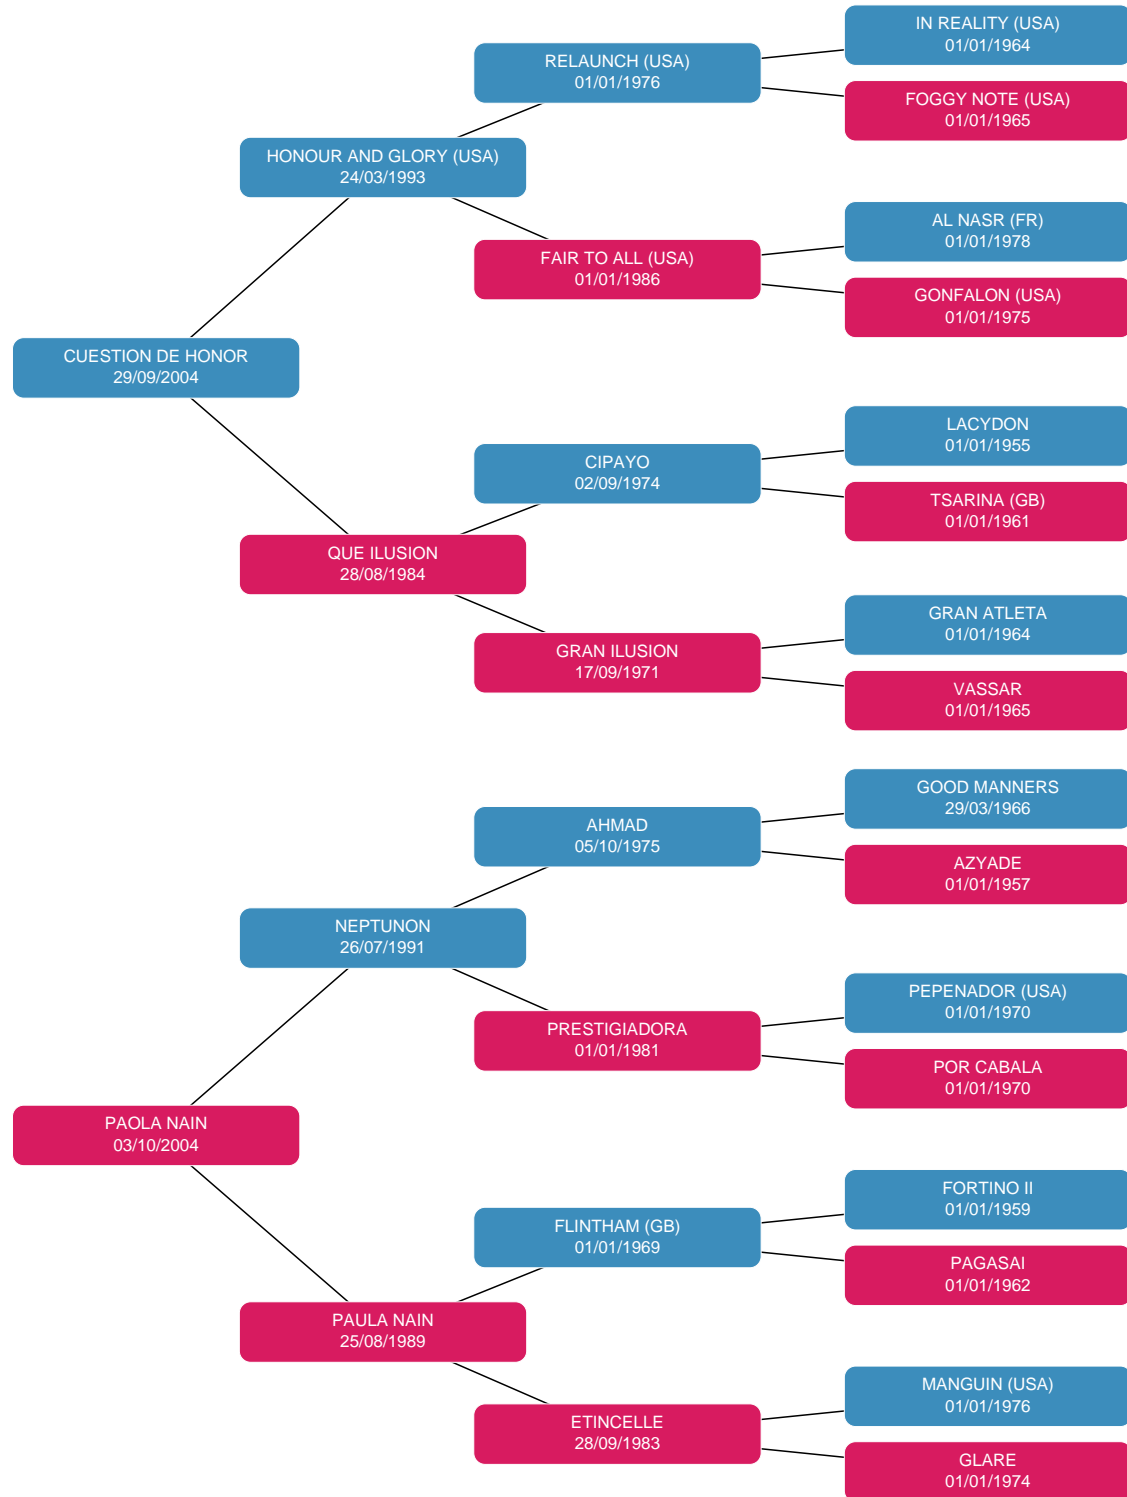 IN REALITY (USA)
01/01/1964
RELAUNCH (USA)
01/01/1976
FOGGY NOTE (USA)
01/01/1965
HONOUR AND GLORY (USA)
24/03/1993
AL NASR (FR)
01/01/1978
FAIR TO ALL (USA)
01/01/1986
GONFALON (USA)
01/01/1975
CUESTION DE HONOR
29/09/2004
LACYDON
01/01/1955
CIPAYO
02/09/1974
TSARINA (GB)
01/01/1961
QUE ILUSION
28/08/1984
GRAN ATLETA
01/01/1964
GRAN ILUSION
17/09/1971
VASSAR
01/01/1965
GOOD MANNERS
29/03/1966
AHMAD
05/10/1975
AZYADE
01/01/1957
NEPTUNON
26/07/1991
PEPENADOR (USA)
01/01/1970
PRESTIGIADORA
01/01/1981
POR CABALA
01/01/1970
PAOLA NAIN
03/10/2004
FORTINO II
01/01/1959
FLINTHAM (GB)
01/01/1969
PAGASAI
01/01/1962
PAULA NAIN
25/08/1989
MANGUIN (USA)
01/01/1976
ETINCELLE
28/09/1983
GLARE
01/01/1974